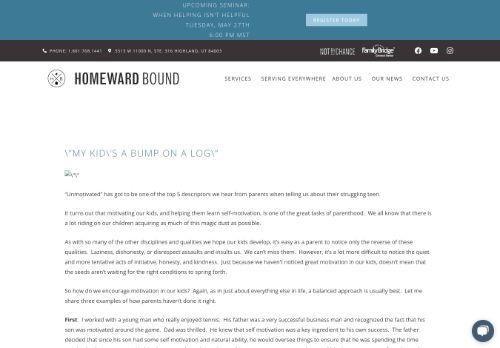 UPCOMING SEMINAR:
WHEN HELPING ISN'T HELPFUL
TUESDAY, MAY 27TH
6:00 PM MST
REGISTER TODAY
PHONE: 1.801.768.1441
5313 W 11000 N, STE. 316 HIGHLAND, UT 84003
NOT BY CHANCE
FamilyBridge
HOMEWARD BOUND
SERVICES
SERVING EVERYWHERE
ABOUT US
OUR NEWS
CONTACT US
\"MY KID\'S A BUMP ON A LOG\"
"Unmotivated" has got to be one of the top 5 descriptors we hear from parents when telling us about their struggling teen.
It turns out that motivating our kids, and helping them learn self-motivation, is one of the great tasks of parenthood. We all know that there is
a lot riding on our children acquiring as much of this magic dust as possible.
As with so many of the other disciplines and qualities we hope our kids develop, it's easy as a parent to notice only the reverse of these
qualities. Laziness, dishonesty, or disrespect assaults and insults us. We can't miss them. However, it's a lot more difficult to notice the quiet
and more tentative acts of initiative, honesty, and kindness. Just because we haven't noticed great motivation in our kids, doesn't mean that
the seeds aren't waiting for the right conditions to spring forth.
So how do we encourage motivation in our kids? Again, as in just about everything else in life, a balanced approach is usually best. Let me
share three examples of how parents haven't done it right.
First: I worked with a young man who really enjoyed tennis. His father was a very successful business man and recognized the fact that his
son was motivated around the game. Dad was thrilled. He knew that self motivation was a key ingredient to his own success. The father
decided that since his son had some self motivation and natural ability, he would oversee things to ensure that he was spending the time